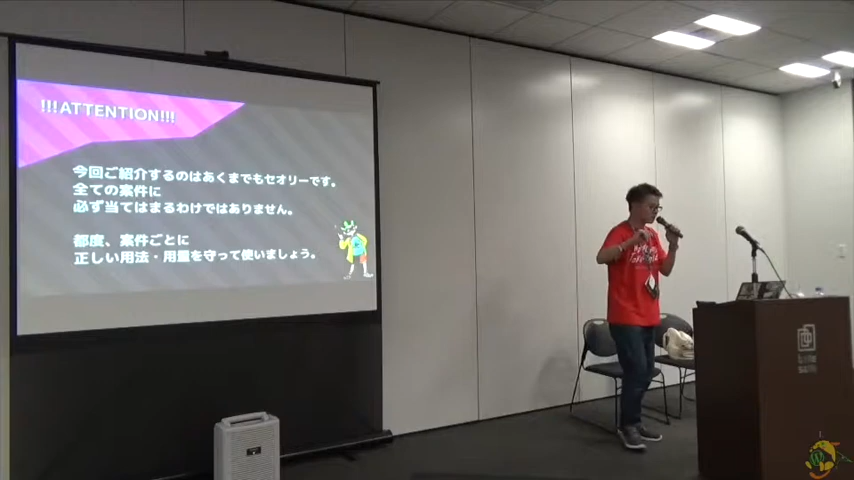 !!!ATTENTION!!!
今回ご紹介するのはあくまでもセオリーです。
全ての案件に
必ず当てはまるわけではありません。
都度、案件ごとに
正しい用法・用量を守って使いましょう。